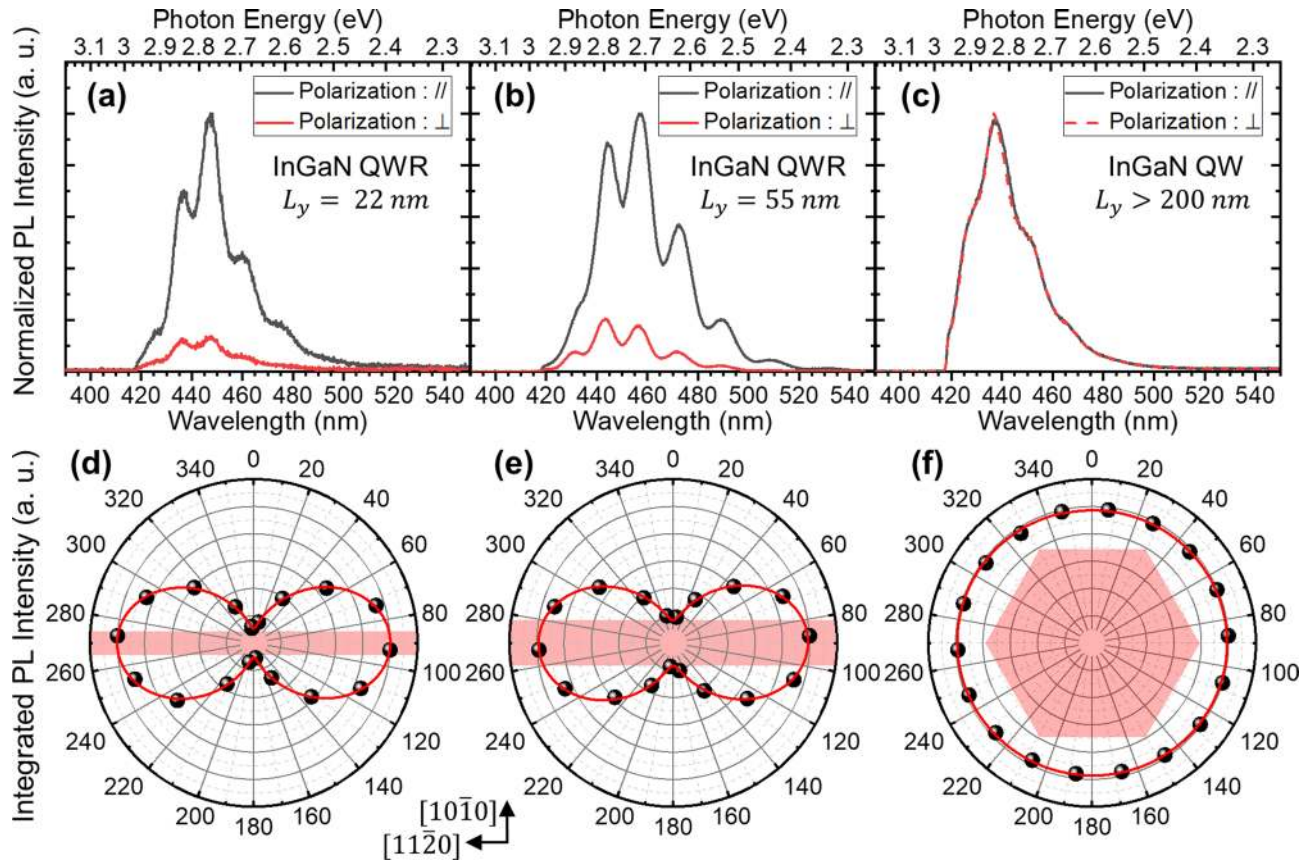 Photon Energy (eV) Photon Energy (eV) Photon Energy (eV)
3.1 3 2.9 2.8 2.7 2.6 2.5 2.4 2.3 3.1 3 2.9 2.8 2.7 2.6 2.5 2.4 2.3 3.1 3 2.9 2.8 2.7 2.6 2.5 2.4 2.3
Normalized PL Intensity (a. u.)
(a) Polarization : // (b) Polarization : // (c) Polarization : //
Polarization : ⊥ Polarization : ⊥ Polarization : ⊥
InGaN QWR InGaN QWR InGaN QW
L_y = 22 nm L_y = 55 nm L_y > 200 nm
400 420 440 460 480 500 520 540 400 420 440 460 480 500 520 540 400 420 440 460 480 500 520 540
Wavelength (nm) Wavelength (nm) Wavelength (nm)
Integrated PL Intensity (a. u.)
(d) 0 20 40 60 80 100 120 140 160 180 200 220 240 260 280 300 320 340
(e) 0 20 40 60 80 100 120 140 160 180 200 220 240 260 280 300 320 340
(f) 0 20 40 60 80 100 120 140 160 180 200 220 240 260 280 300 320 340
[101̅0]
[112̅0]